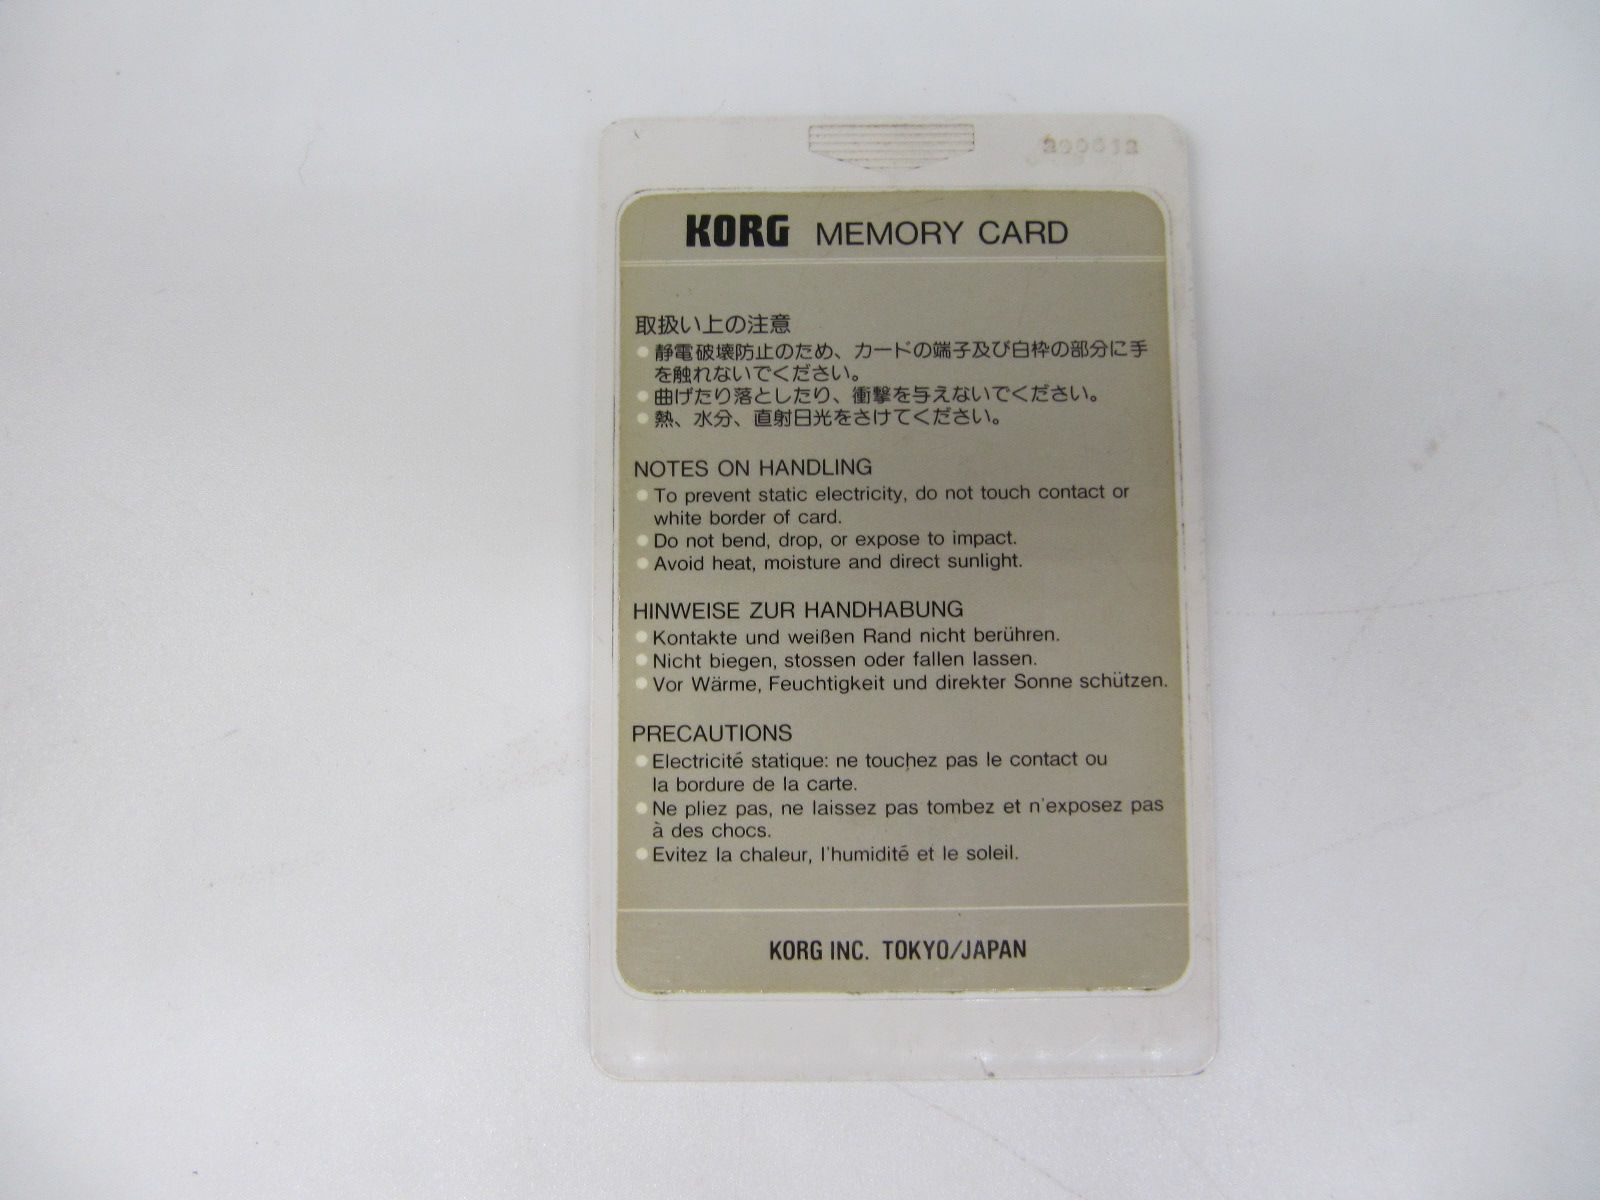 KORG MEMORY CARD
取扱い上の注意
●静電破壊防止のため、カードの端子及び白枠の部分に手
を触れないでください。
●曲げたり落としたり、衝撃を与えないでください。
●熱、水分、直射日光をさけてください。
NOTES ON HANDLING
●To prevent static electricity, do not touch contact or
white border of card.
●Do not bend, drop, or expose to impact.
●Avoid heat, moisture and direct sunlight.
HINWEISE ZUR HANDHABUNG
●Kontakte und weißen Rand nicht berühren.
●Nicht biegen, stossen oder fallen lassen.
●Vor Wärme, Feuchtigkeit und direkter Sonne schützen.
PRECAUTIONS
●Electricité statique: ne touchez pas le contact ou
la bordure de la carte.
●Ne pliez pas, ne laissez pas tombez et n'exposez pas
à des chocs.
●Evitez la chaleur, l'humidité et le soleil.
KORG INC. TOKYO/JAPAN